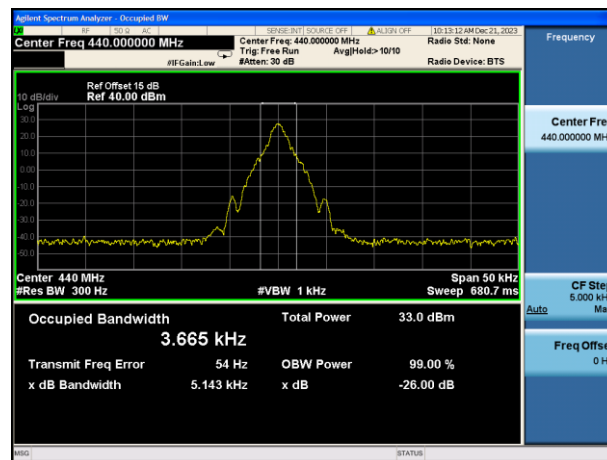 Agilent Spectrum Analyzer - Occupied BW
LXI RF 50 Ω AC SENSE:INT SOURCE OFF ALIGN OFF 10:13:12 AM Dec 21, 2023
Center Freq 440.000000 MHz Center Freq: 440.000000 MHz Radio Std: None
Trig: Free Run Avg|Hold:> 10/10
#IFGain:Low #Atten: 30 dB Radio Device: BTS
Frequency
Ref Offset 15 dB
10 dB/div Ref 40.00 dBm
Log
30.0
20.0
10.0
0.00
-10.0
-20.0
-30.0
-40.0
-50.0
Center Fre
440.000000 MH
Center 440 MHz Span 50 kHz
#Res BW 300 Hz #VBW 1 kHz Sweep 680.7 ms
CF Ste
5.000 kH
Auto Ma
Occupied Bandwidth Total Power 33.0 dBm
3.665 kHz
Transmit Freq Error 54 Hz OBW Power 99.00 %
x dB Bandwidth 5.143 kHz x dB -26.00 dB
Freq Offse
0 H
MSG STATUS